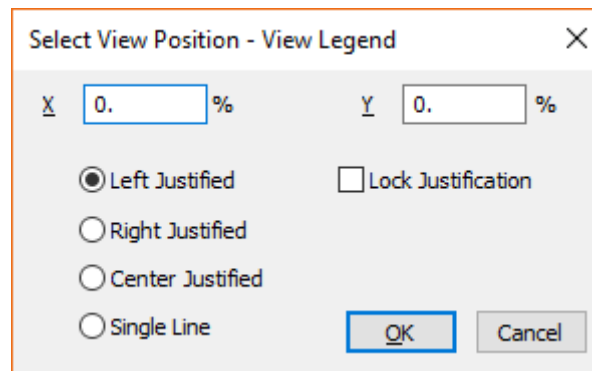 Select View Position - View Legend
X 0. % Y 0. %
Left Justified Lock Justification
Right Justified
Center Justified
Single Line OK Cancel